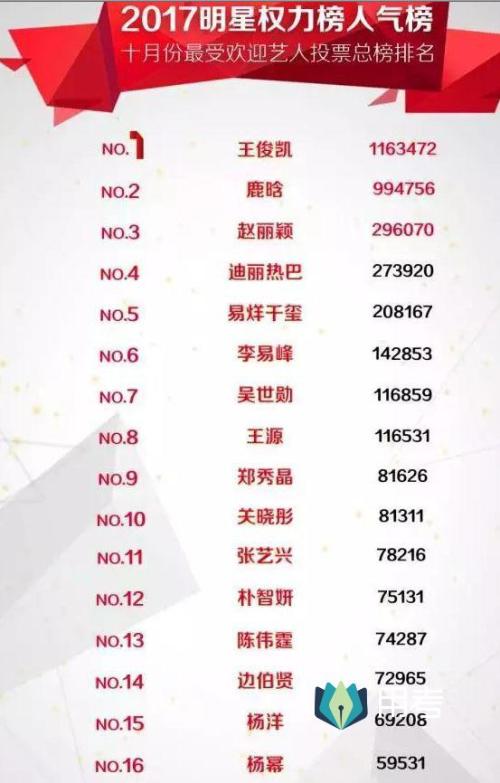 2017明星权力榜人气榜
十月份最受欢迎艺人投票总榜排名
NO.1 王俊凯 1163472
NO.2 鹿晗 994756
NO.3 赵丽颖 296070
NO.4 迪丽热巴 273920
NO.5 易烊千玺 208167
NO.6 李易峰 142853
NO.7 吴世勋 116859
NO.8 王源 116531
NO.9 郑秀晶 81626
NO.10 关晓彤 81311
NO.11 张艺兴 78216
NO.12 朴智妍 75131
NO.13 陈伟霆 74287
NO.14 边伯贤 72965
NO.15 杨洋 69208
NO.16 杨幂 59531